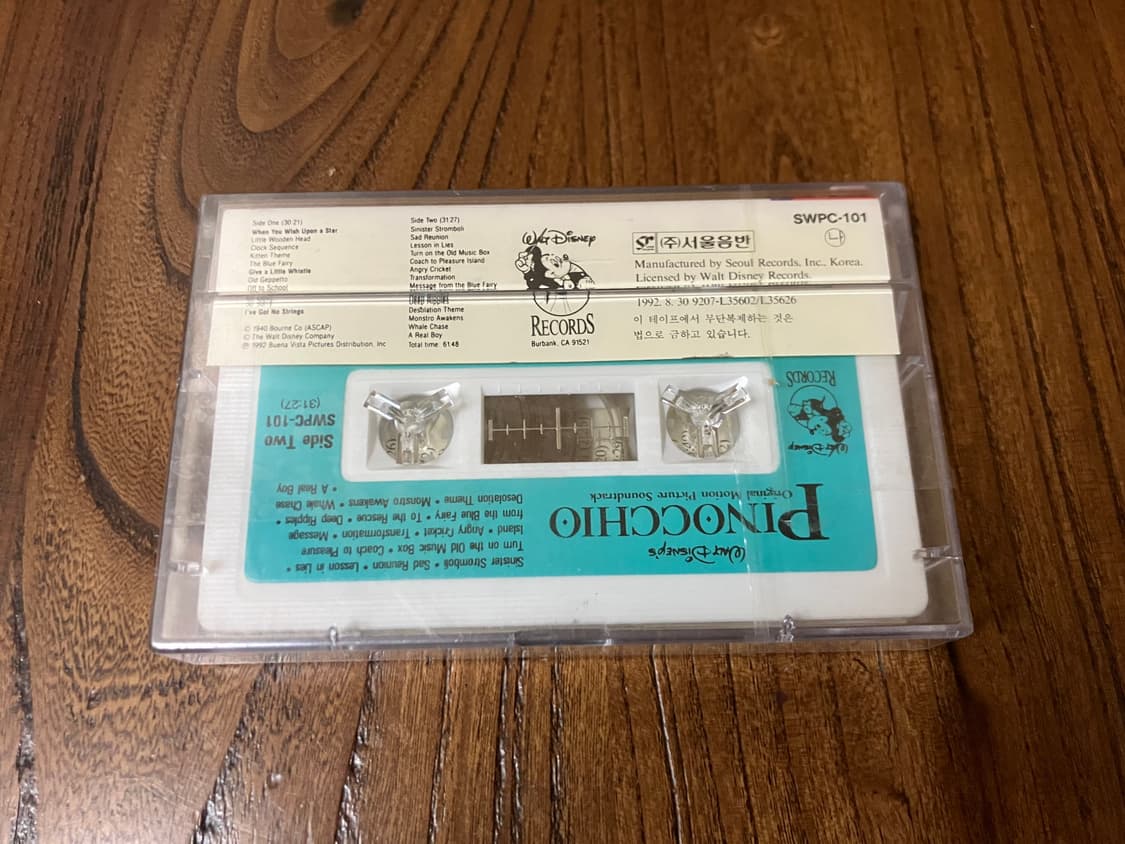 Side One (30:21)
When You Wish Upon a Star
Little Wooden Head
Clock Sequence
Kitten Theme
The Blue Fairy
Give a Little Whistle
Old Geppetto
Off to School
I've Got No Strings
© 1940 Bourne Co (ASCAP)
© The Walt Disney Company
℗ 1992 Buena Vista Pictures Distribution, Inc
Side Two (31:27)
Sinister Stromboli
Sad Reunion
Lesson in Lies
Turn on the Old Music Box
Coach to Pleasure Island
Angry Cricket
Transformation
Message from the Blue Fairy
Deep Ripples
Desolation Theme
Monstro Awakens
Whale Chase
A Real Boy
Total time: 61:48
WALT DISNEY
RECORDS
Burbank, CA 91521
SWPC-101
나
(주)서울음반
Manufactured by Seoul Records, Inc., Korea.
Licensed by Walt Disney Records.
1992. 8. 30 9207-L35602/L35626
이 테이프에서 무단복제하는 것은
법으로 금하고 있습니다.
WALT DISNEY'S
PINOCCHIO
Original Motion Picture Soundtrack
Sinister Stromboli • Sad Reunion • Lesson in Lies •
Turn on the Old Music Box • Coach to Pleasure
Island • Angry Cricket • Transformation • Message
from the Blue Fairy • To the Rescue • Deep Ripples •
Desolation Theme • Monstro Awakens • Whale Chase
• A Real Boy
WALT DISNEY
RECORDS
Side Two
SWPC-101
(31:27)